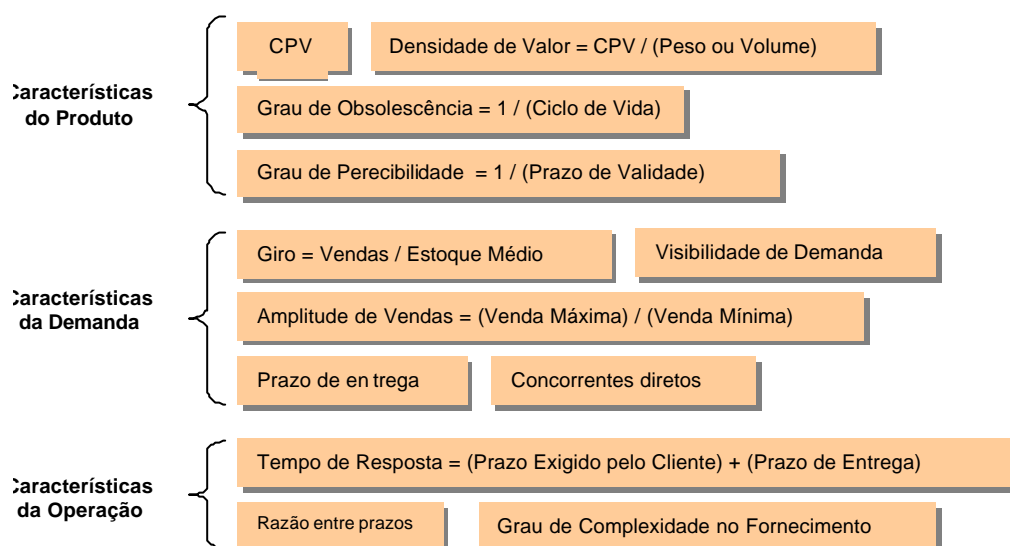 CPV
Densidade de Valor = CPV / (Peso ou Volume)
Características
do Produto
Grau de Obsolescência = 1 / (Ciclo de Vida)
Grau de Perecibilidade = 1 / (Prazo de Validade)
Giro = Vendas / Estoque Médio
Visibilidade de Demanda
Características
da Demanda
Amplitude de Vendas = (Venda Máxima) / (Venda Mínima)
Prazo de en trega
Concorrentes diretos
Tempo de Resposta = (Prazo Exigido pelo Cliente) + (Prazo de Entrega)
Características
da Operação
Razão entre prazos
Grau de Complexidade no Fornecimento